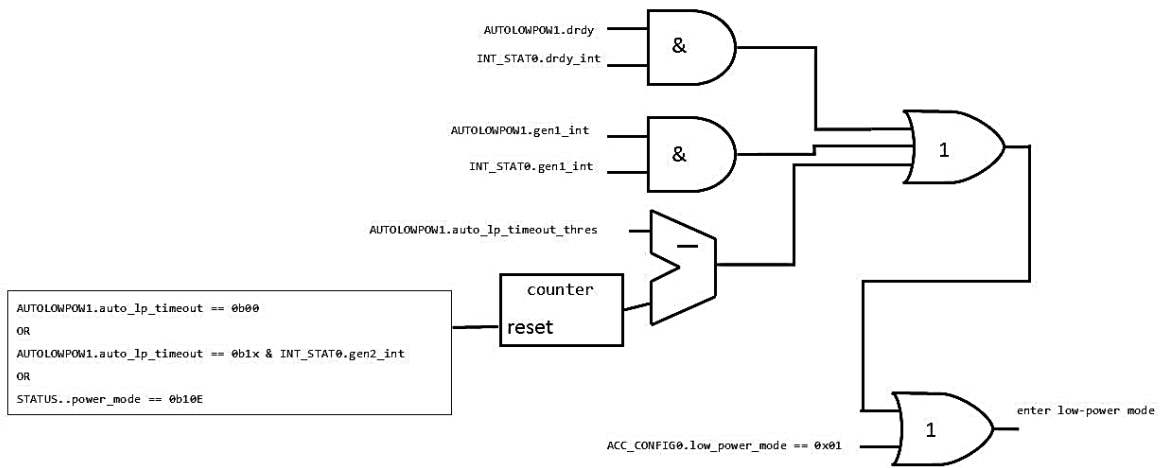 AUTOLOWPOW1.drdy
INT_STAT0.drdy_int
&
AUTOLOWPOW1.gen1_int
INT_STAT0.gen1_int
&
1
AUTOLOWPOW1.auto_lp_timeout_thres
—
counter
reset
AUTOLOWPOW1.auto_lp_timeout == 0b00
OR
AUTOLOWPOW1.auto_lp_timeout == 0b1x & INT_STAT0.gen2_int
OR
STATUS..power_mode == 0b10E
enter low-power mode
1
ACC_CONFIG0.low_power_mode == 0x01